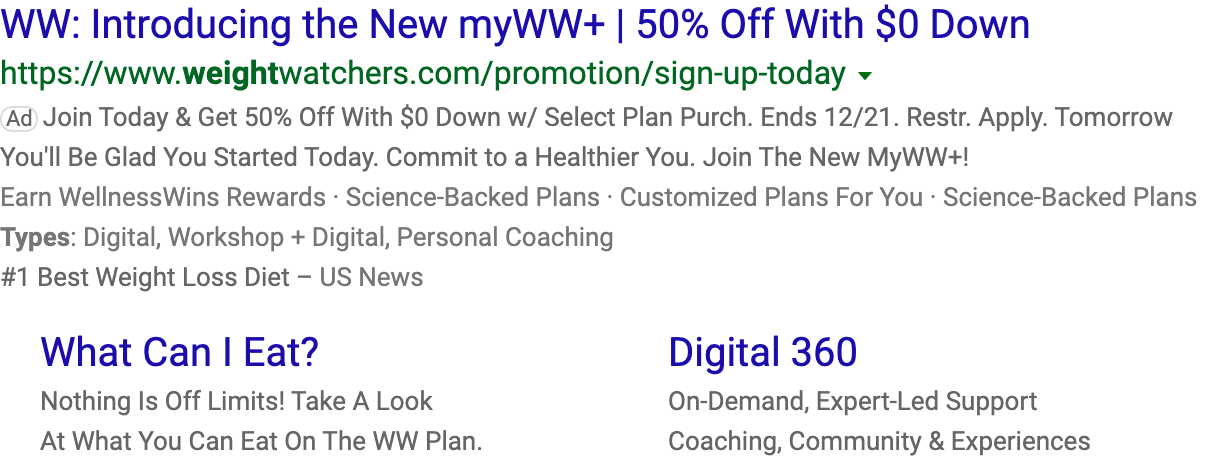 WW: Introducing the New myWW+ | 50% Off With $0 Down
https://www.weightwatchers.com/promotion/sign-up-today
Ad Join Today & Get 50% Off With $0 Down w/ Select Plan Purch. Ends 12/21. Restr. Apply. Tomorrow
You'll Be Glad You Started Today. Commit to a Healthier You. Join The New MyWW+!
Earn WellnessWins Rewards · Science-Backed Plans · Customized Plans For You · Science-Backed Plans
Types: Digital, Workshop + Digital, Personal Coaching
#1 Best Weight Loss Diet – US News
What Can I Eat?
Nothing Is Off Limits! Take A Look
At What You Can Eat On The WW Plan.
Digital 360
On-Demand, Expert-Led Support
Coaching, Community & Experiences